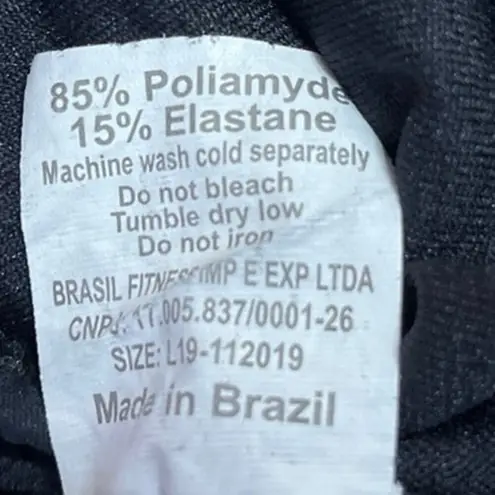 85% Poliamyde
15% Elastane
Machine wash cold separately
Do not bleach
Tumble dry low
Do not iron
BRASIL FITNESS IMP E EXP LTDA
CNPJ: 17.005.837/0001-26
SIZE: L19-112019
Made in Brazil